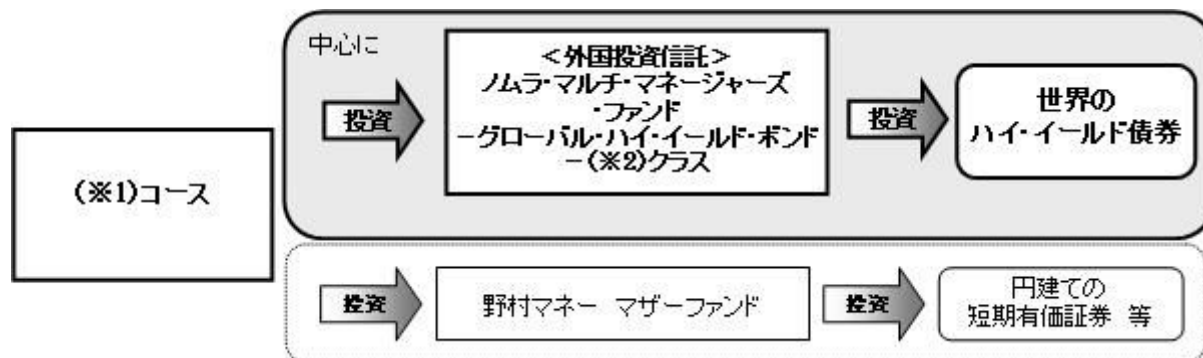 中心に
(※1)コース
投資
＜外国投資信託＞
ノムラ・マルチ・マネージャーズ
・ファンド
－グローバル・ハイ・イールド・ボンド
－(※2)クラス
投資
世界の
ハイ・イールド債券
投資
野村マネー マザーファンド
投資
円建ての
短期有価証券 等